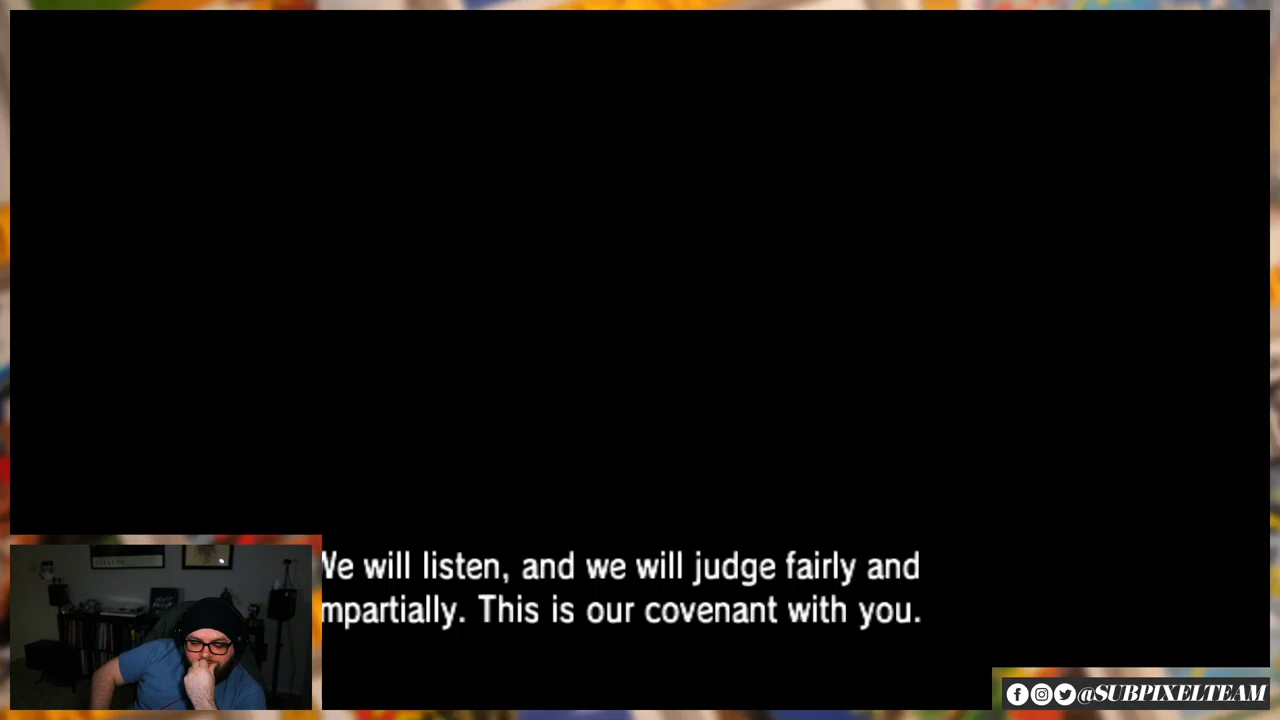 We will listen, and we will judge fairly and
mpartially. This is our covenant with you.
@SUBPIXELTEAM